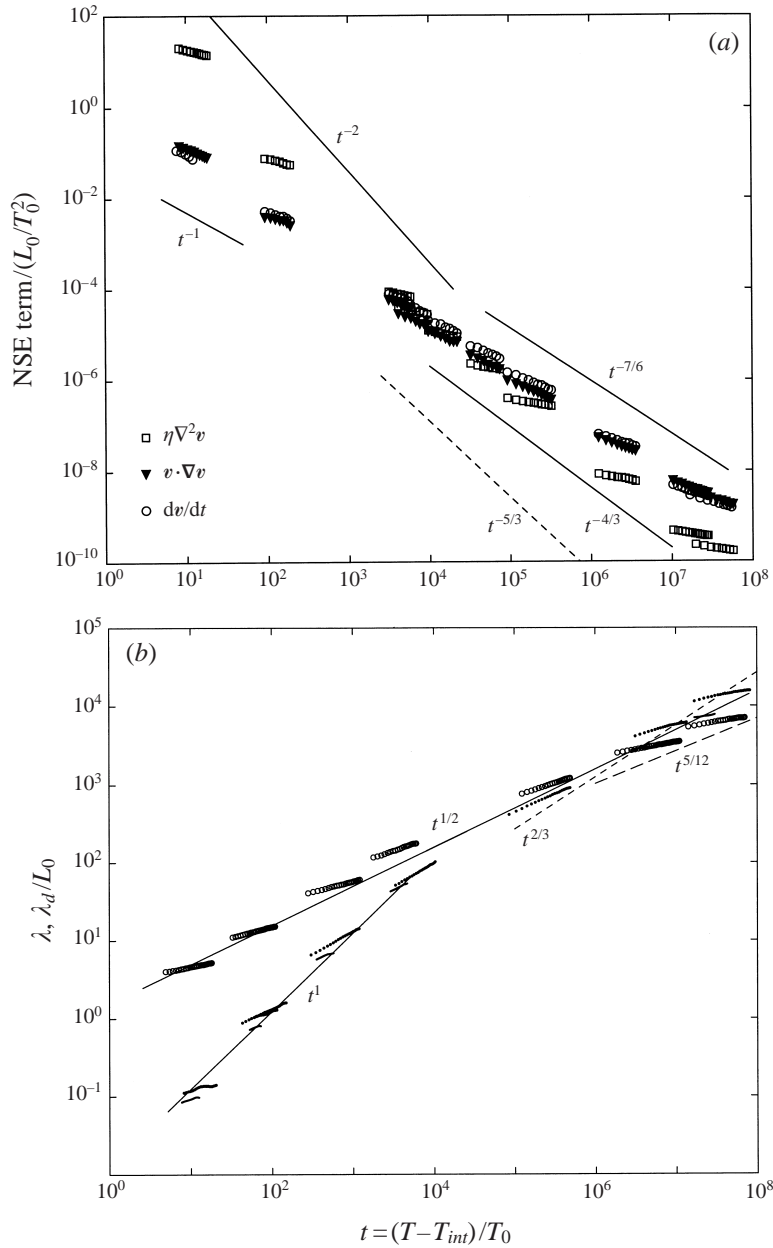 10^2
(a)
10^0
t^{-2}
10^{-2}
t^{-1}
NSE term/(L_0/T_0^2)
10^{-4}
t^{-7/6}
10^{-6}
η∇^2v
v·∇v
10^{-8}
dv/dt
t^{-5/3}
t^{-4/3}
10^{-10}
10^0 10^1 10^2 10^3 10^4 10^5 10^6 10^7 10^8
10^5
(b)
10^4
t^{5/12}
10^3
t^{1/2}
t^{2/3}
10^2
λ, λ_d/L_0
10^1
t^1
10^0
10^{-1}
10^0 10^2 10^4 10^6 10^8
t = (T−T_{int})/T_0